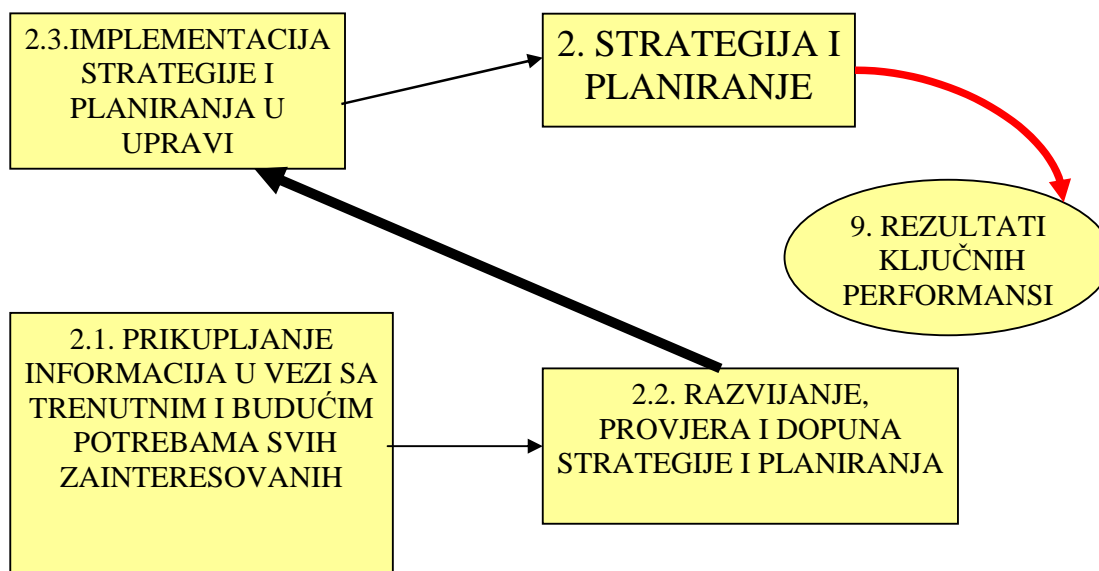 2.3.IMPLEMENTACIJA
STRATEGIJE I
PLANIRANJA U
UPRAVI
2. STRATEGIJA I
PLANIRANJE
9. REZULTATI
KLJUČNIH
PERFORMANSI
2.1. PRIKUPLJANJE
INFORMACIJA U VEZI SA
TRENUTNIM I BUDUĆIM
POTREBAMA SVIH
ZAINTERESOVANIH
2.2. RAZVIJANJE,
PROVJERA I DOPUNA
STRATEGIJE I PLANIRANJA